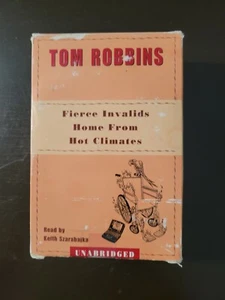 TOM ROBBINS
Fierce Invalids
Home From
Hot Climates
Read by
Keith Szarabajka
UNABRIDGED